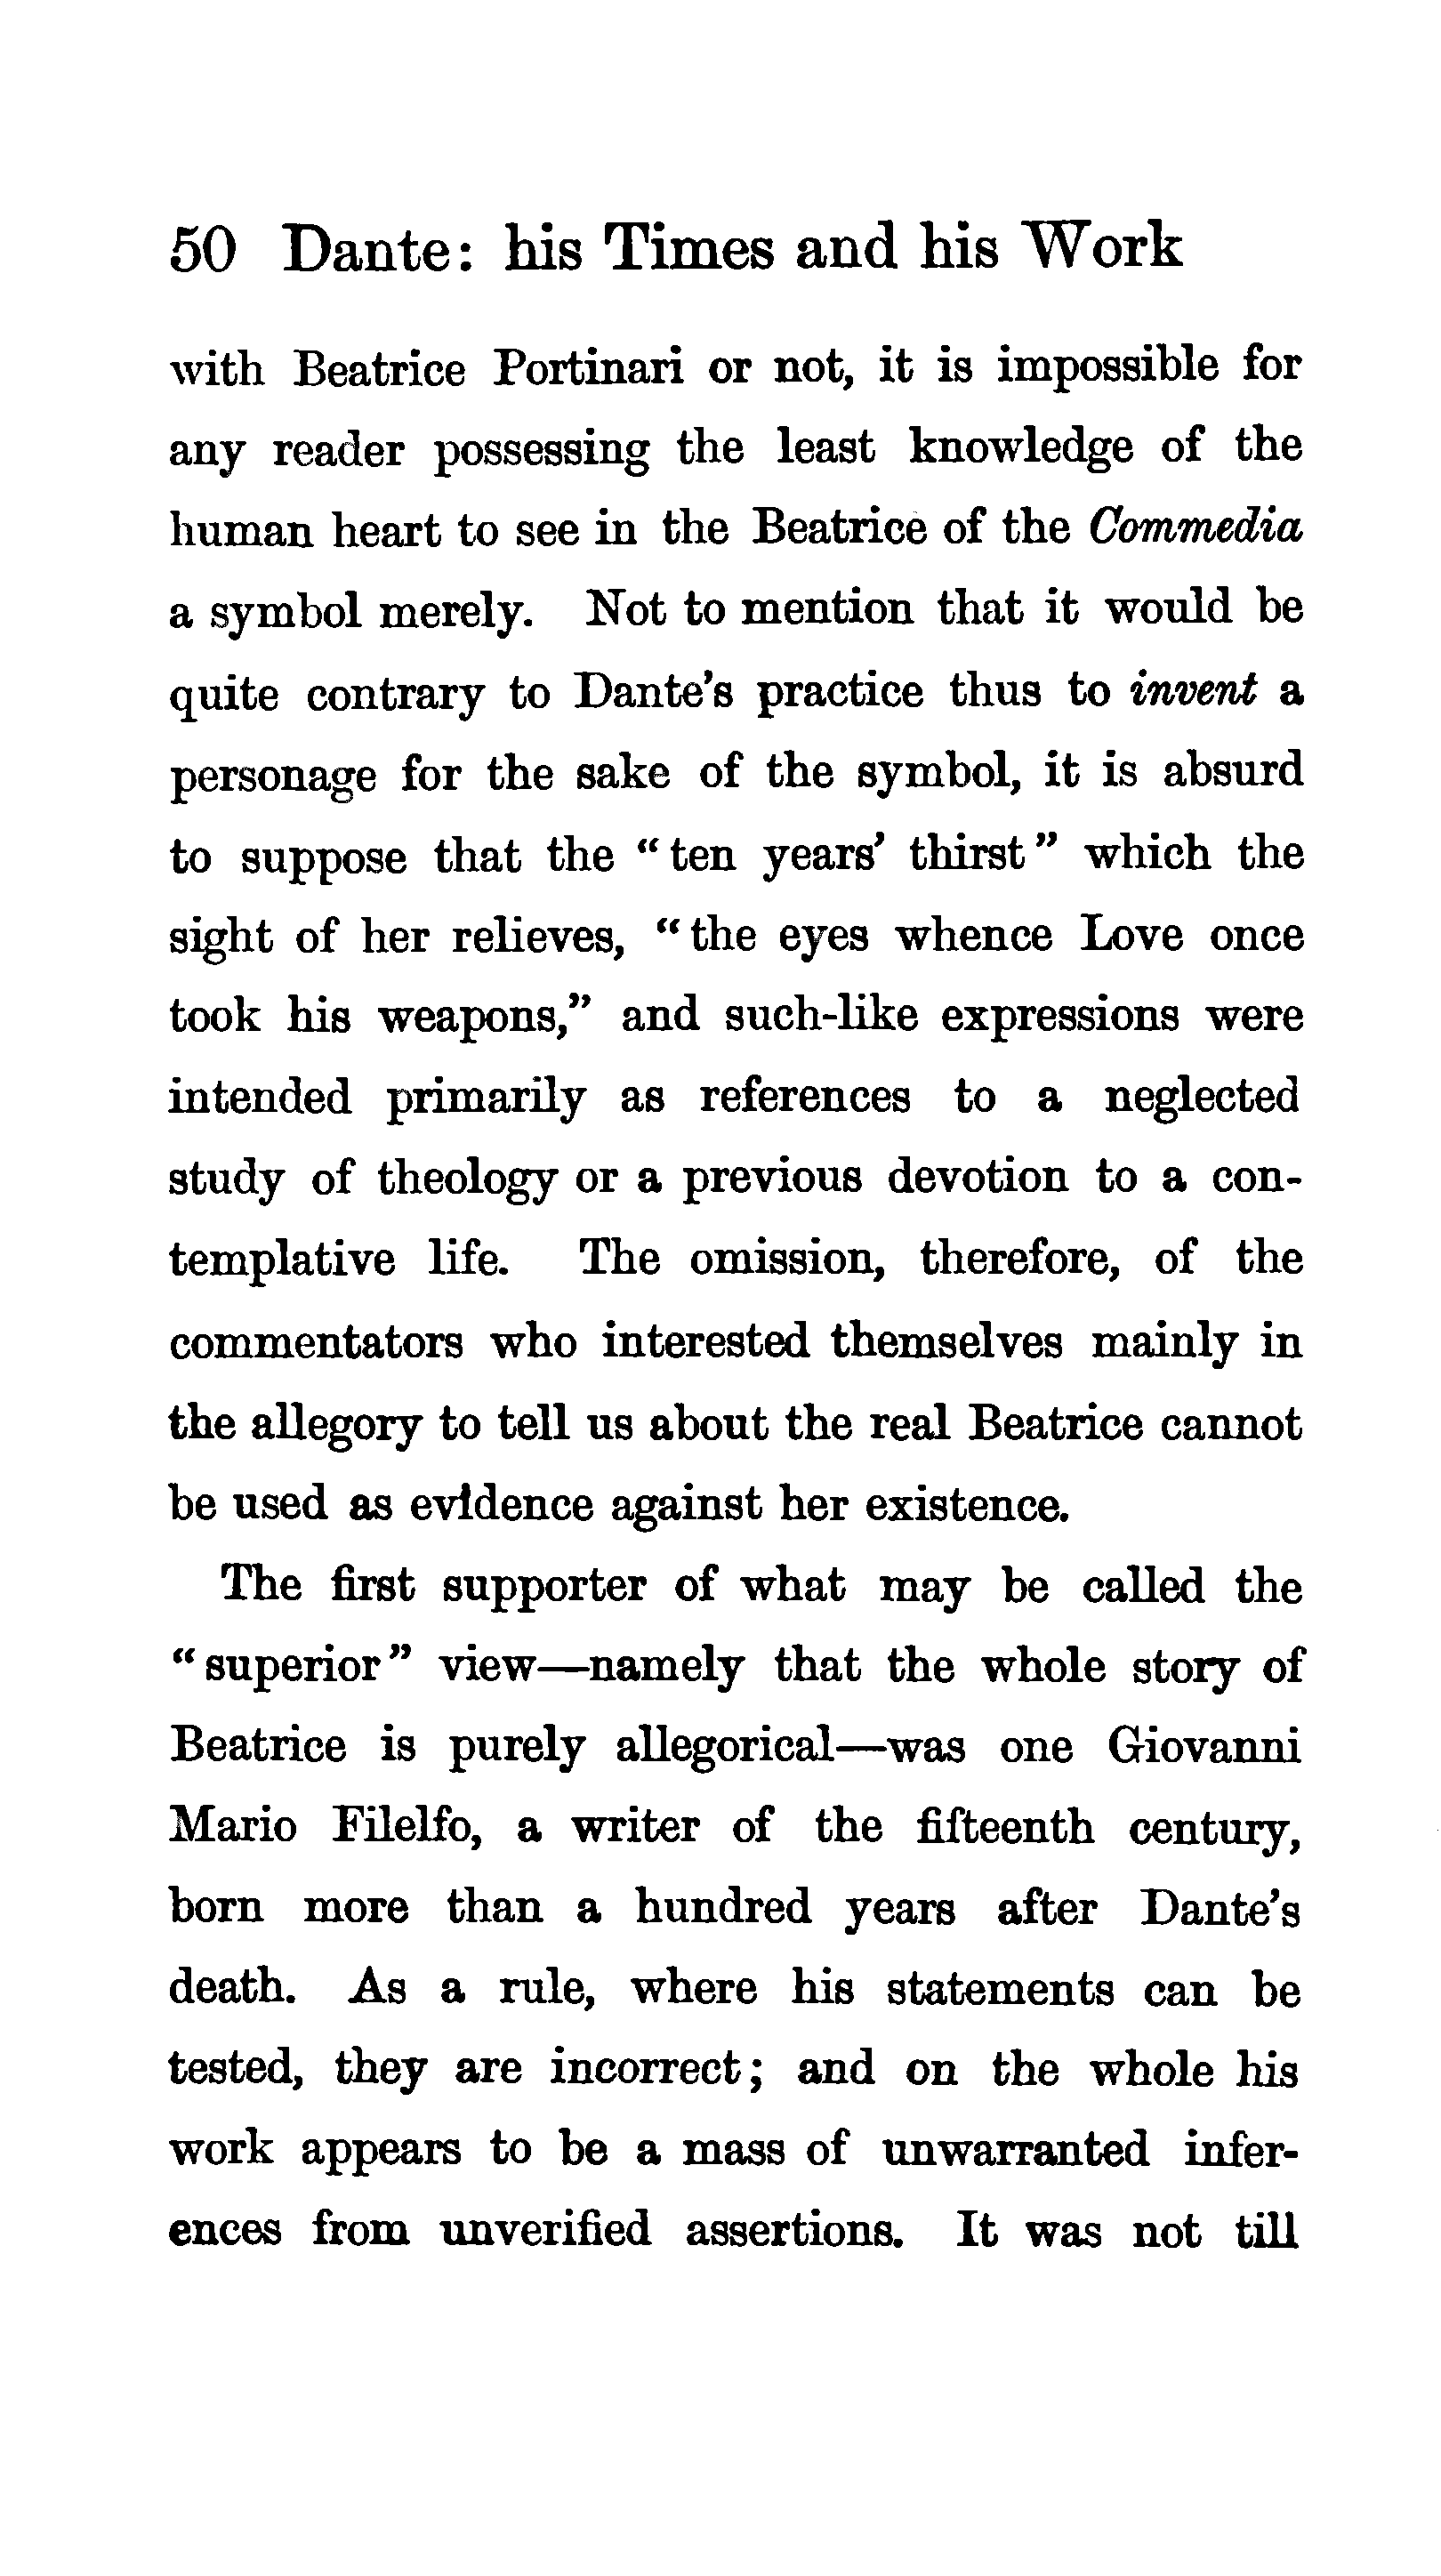 50 Dante: his Times and his Work
with Beatrice Portinari or not, it is impossible for
any reader possessing the least knowledge of the
human heart to see in the Beatrice of the Commedia
a symbol merely. Not to mention that it would be
quite contrary to Dante's practice thus to invent a
personage for the sake of the symbol, it is absurd
to suppose that the “ ten years' thirst ” which the
sight of her relieves, “ the eyes whence Love once
took his weapons,” and such-like expressions were
intended primarily as references to a neglected
study of theology or a previous devotion to a con-
templative life. The omission, therefore, of the
commentators who interested themselves mainly in
the allegory to tell us about the real Beatrice cannot
be used as evidence against her existence.
The first supporter of what may be called the
“ superior ” view—namely that the whole story of
Beatrice is purely allegorical—was one Giovanni
Mario Filelfo, a writer of the fifteenth century,
born more than a hundred years after Dante's
death. As a rule, where his statements can be
tested, they are incorrect; and on the whole his
work appears to be a mass of unwarranted infer-
ences from unverified assertions. It was not till